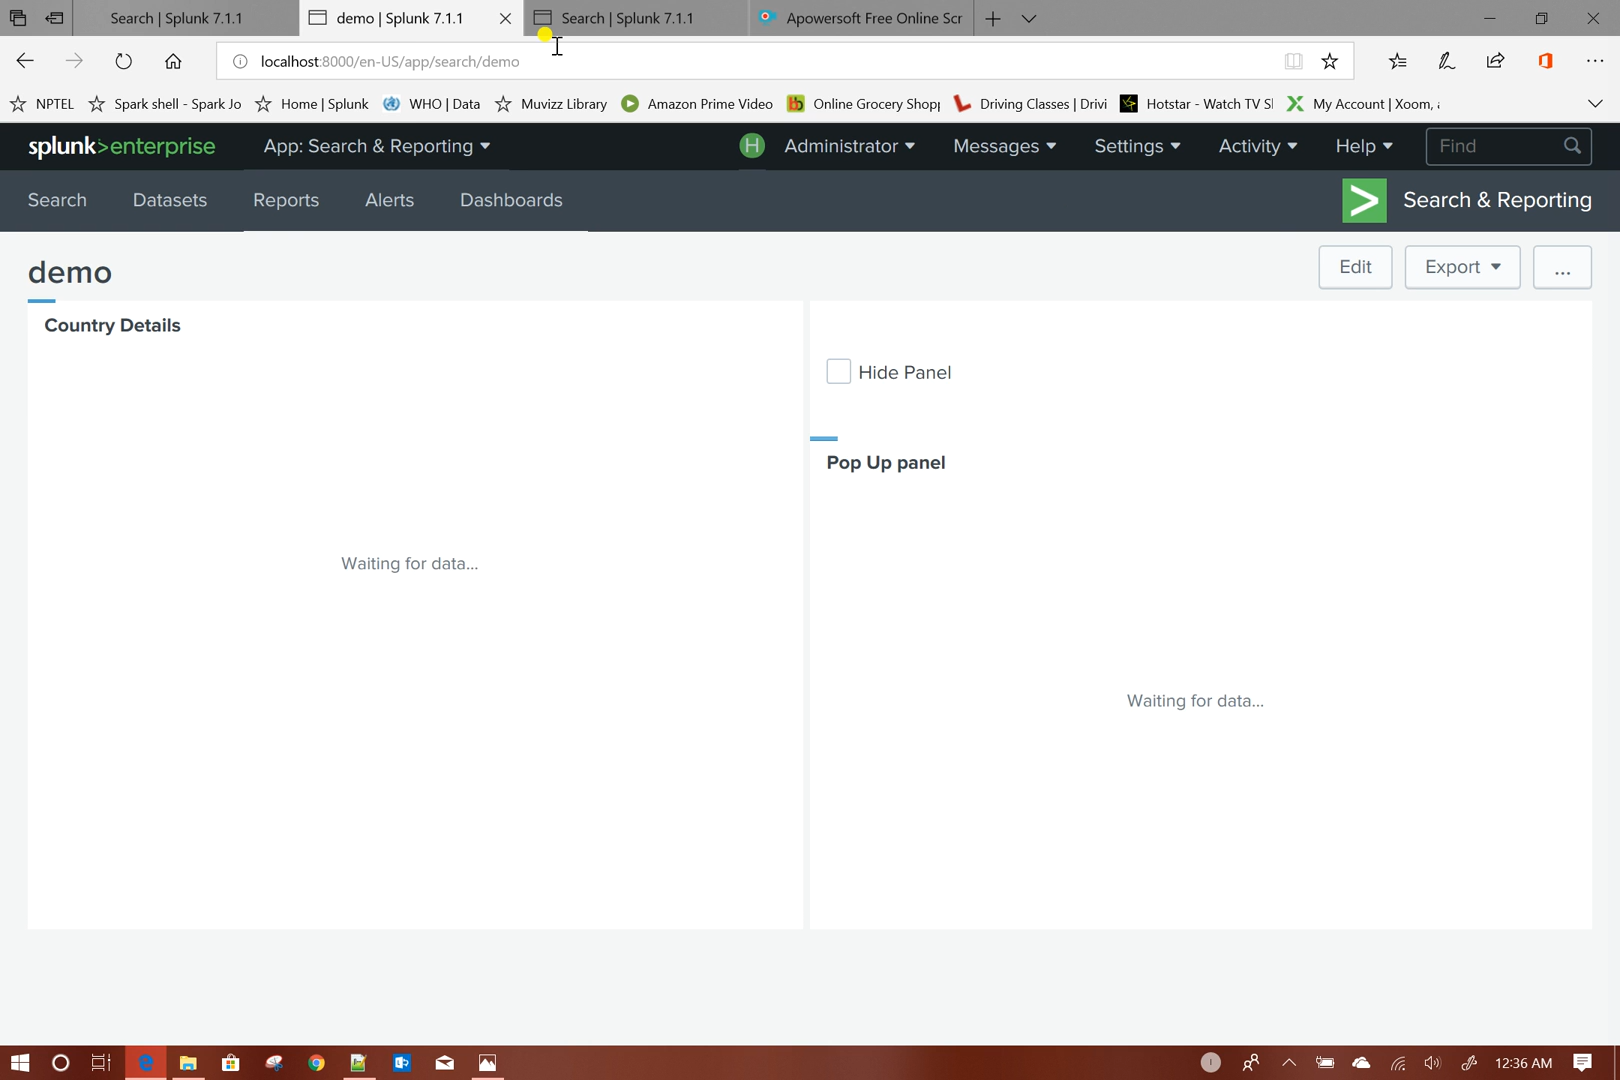 Search | Splunk 7.1.1
demo | Splunk 7.1.1
Search | Splunk 7.1.1
Apowersoft Free Online Scr
localhost:8000/en-US/app/search/demo
NPTEL
Spark shell - Spark Jo
Home | Splunk
WHO | Data
Muvizz Library
Amazon Prime Video
Online Grocery Shopp
Driving Classes | Drivi
Hotstar - Watch TV S
My Account | Xoom,
splunk>enterprise
App: Search & Reporting
H
Administrator
Messages
Settings
Activity
Help
Find
Search
Datasets
Reports
Alerts
Dashboards
Search & Reporting
demo
Edit
Export
...
Country Details
Hide Panel
Pop Up panel
Waiting for data...
Waiting for data...
12:36 AM